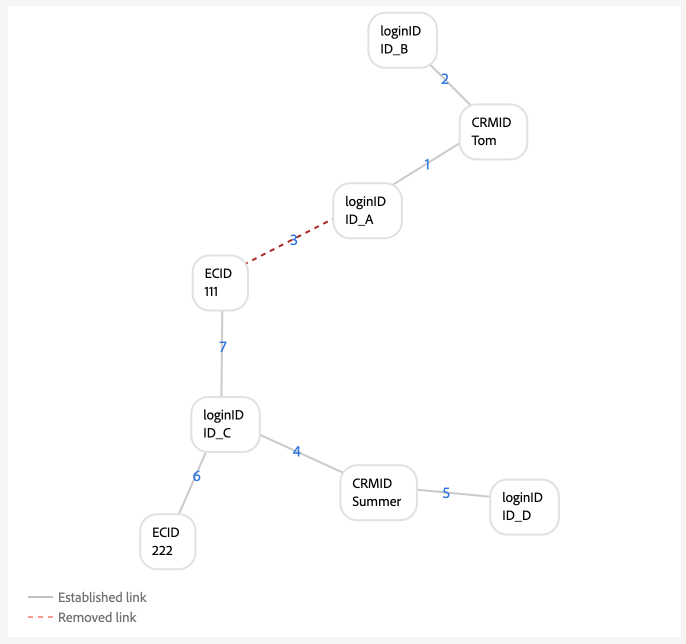 loginID
ID_B
2
CRMID
Tom
1
loginID
ID_A
3
ECID
111
7
loginID
ID_C
4
6
CRMID
Summer
5
loginID
ID_D
ECID
222
Established link
Removed link